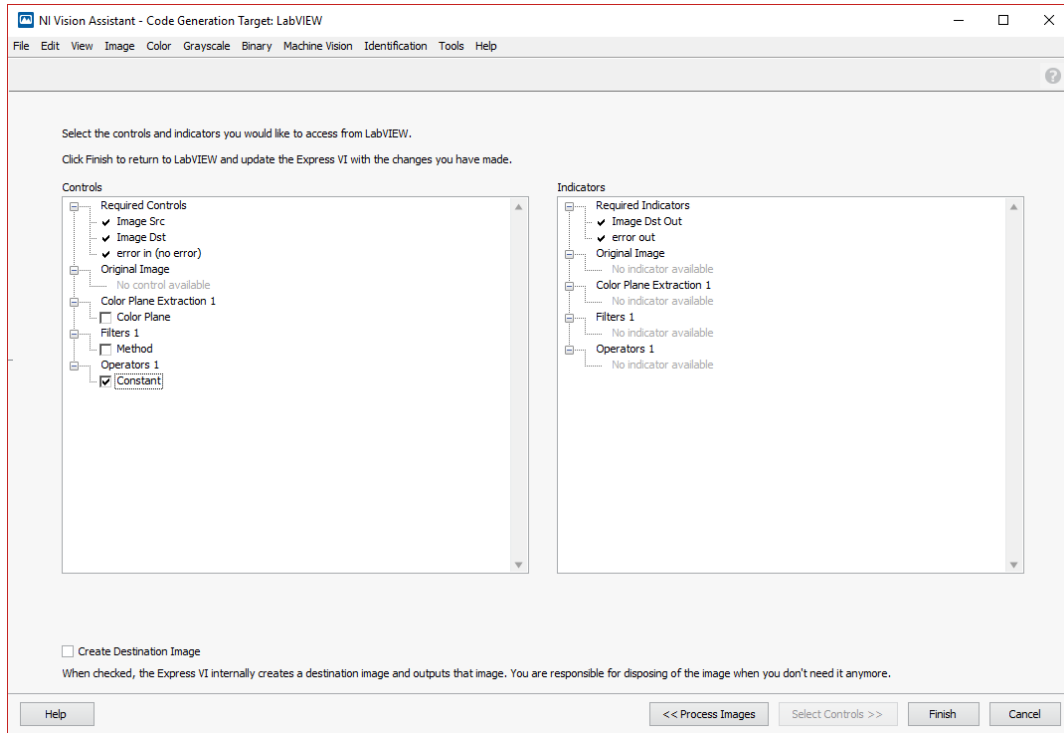 NI Vision Assistant - Code Generation Target: LabVIEW
File Edit View Image Color Grayscale Binary Machine Vision Identification Tools Help
?
Select the controls and indicators you would like to access from LabVIEW.
Click Finish to return to LabVIEW and update the Express VI with the changes you have made.
Controls
Required Controls
Image Src
Image Dst
error in (no error)
Original Image
No control available
Color Plane Extraction 1
Color Plane
Filters 1
Method
Operators 1
Constant
Indicators
Required Indicators
Image Dst Out
error out
Original Image
No indicator available
Color Plane Extraction 1
No indicator available
Filters 1
No indicator available
Operators 1
No indicator available
Create Destination Image
When checked, the Express VI internally creates a destination image and outputs that image. You are responsible for disposing of the image when you don't need it anymore.
Help << Process Images Select Controls >> Finish Cancel